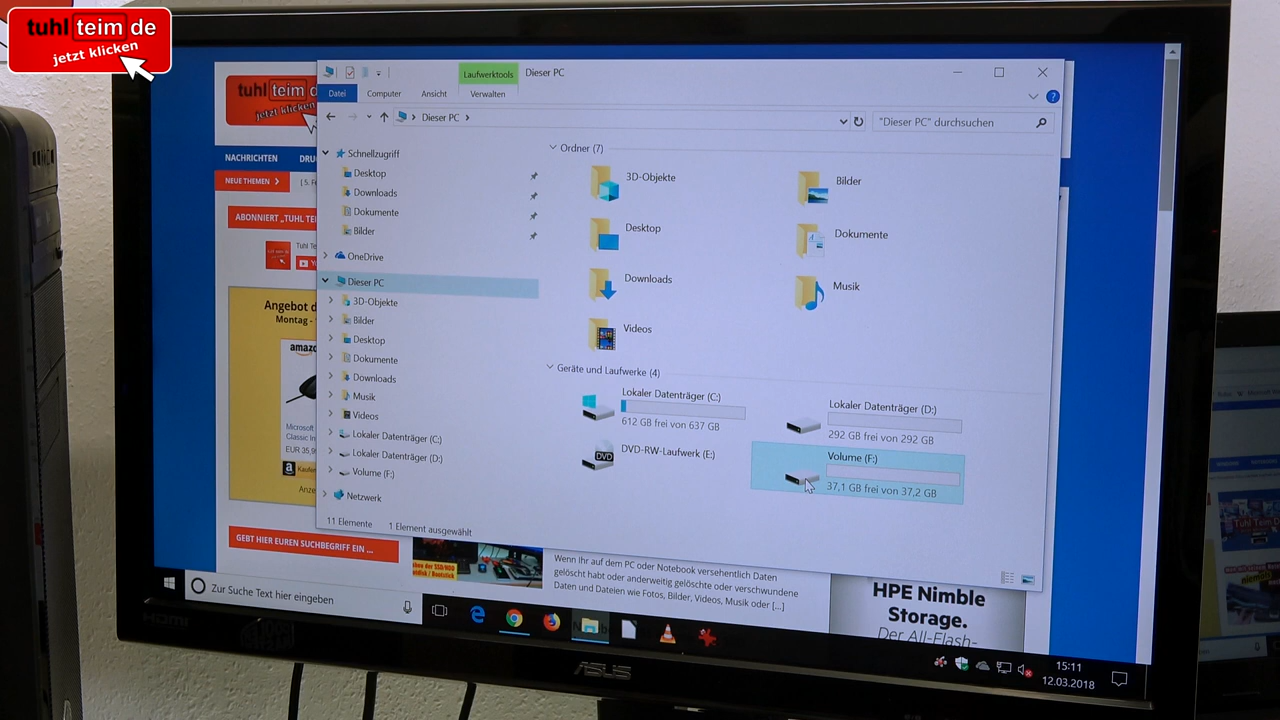 tuhl teim de
jetzt klicken
tuhl teim d
jetzt klicken
NACHRICHTEN
DRU
NEUE THEMEN
[ 5. Fe
ABONNIERT „TUHL TE
Tuhl Te
Angebot d
Montag -
amazo
Microsoft
Classic In
EUR 35,9
Kaufen
Anze
GEBT HIER EUREN SUCHBEGRIFF EIN ...
Laufwerktools
Dieser PC
Datei
Computer
Ansicht
Verwalten
Dieser PC
"Dieser PC" durchsuchen
Schnellzugriff
Desktop
Downloads
Dokumente
Bilder
OneDrive
Dieser PC
3D-Objekte
Bilder
Desktop
Dokumente
Downloads
Musik
Videos
Lokaler Datenträger (C:)
Lokaler Datenträger (D:)
Volume (F:)
Netzwerk
11 Elemente
1 Element ausgewählt
Ordner (7)
3D-Objekte
Bilder
Desktop
Dokumente
Downloads
Musik
Videos
Geräte und Laufwerke (4)
Lokaler Datenträger (C:)
612 GB frei von 637 GB
Lokaler Datenträger (D:)
292 GB frei von 292 GB
DVD-RW-Laufwerk (E:)
DVD
Volume (F:)
37,1 GB frei von 37,2 GB
Wenn Ihr auf dem PC oder Notebook versehentlich Daten
gelöscht habt oder anderweitig gelöschte oder verschwundene
Daten und Dateien wie Fotos, Bilder, Videos, Musik oder [...]
HPE Nimble
Storage.
Der All-Flash-
Zur Suche Text hier eingeben
15:11
12.03.2018
HDMI
ASUS